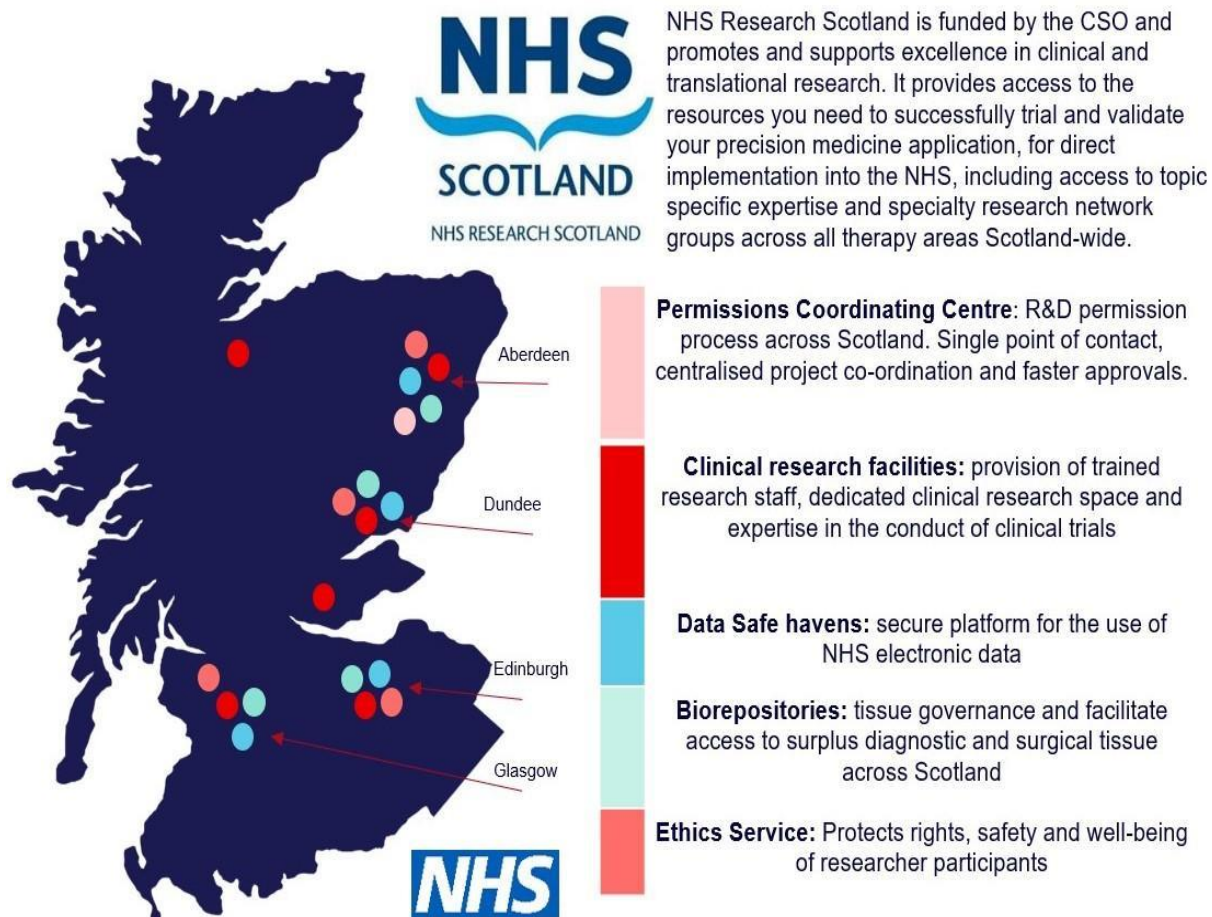 NHS
SCOTLAND
NHS RESEARCH SCOTLAND
NHS Research Scotland is funded by the CSO and
promotes and supports excellence in clinical and
translational research. It provides access to the
resources you need to successfully trial and validate
your precision medicine application, for direct
implementation into the NHS, including access to topic
specific expertise and specialty research network
groups across all therapy areas Scotland-wide.
Aberdeen
Dundee
Edinburgh
Glasgow
Permissions Coordinating Centre: R&D permission
process across Scotland. Single point of contact,
centralised project co-ordination and faster approvals.
Clinical research facilities: provision of trained
research staff, dedicated clinical research space and
expertise in the conduct of clinical trials
Data Safe havens: secure platform for the use of
NHS electronic data
Biorepositories: tissue governance and facilitate
access to surplus diagnostic and surgical tissue
across Scotland
Ethics Service: Protects rights, safety and well-being
of researcher participants
NHS